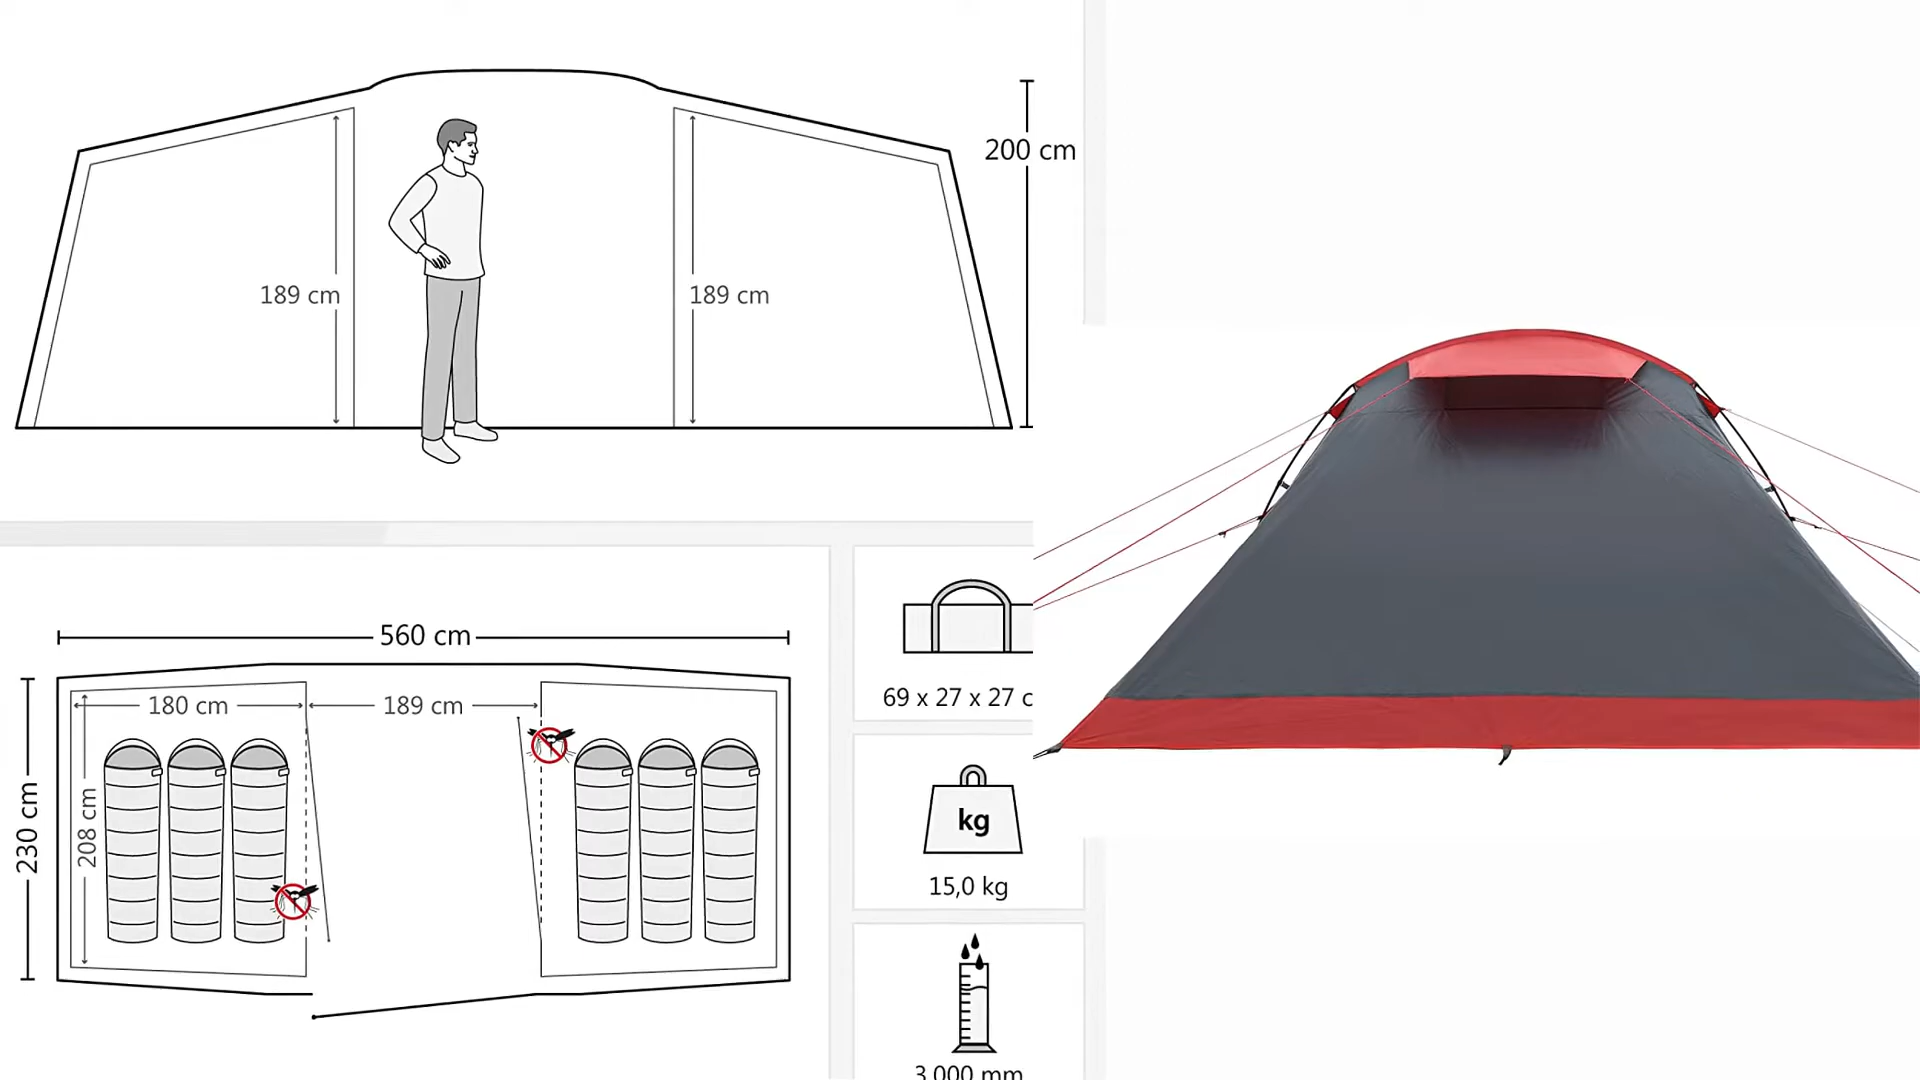 200 cm
189 cm
189 cm
560 cm
180 cm
189 cm
230 cm
208 cm
69 x 27 x 27 c
kg
15,0 kg
3.000 mm